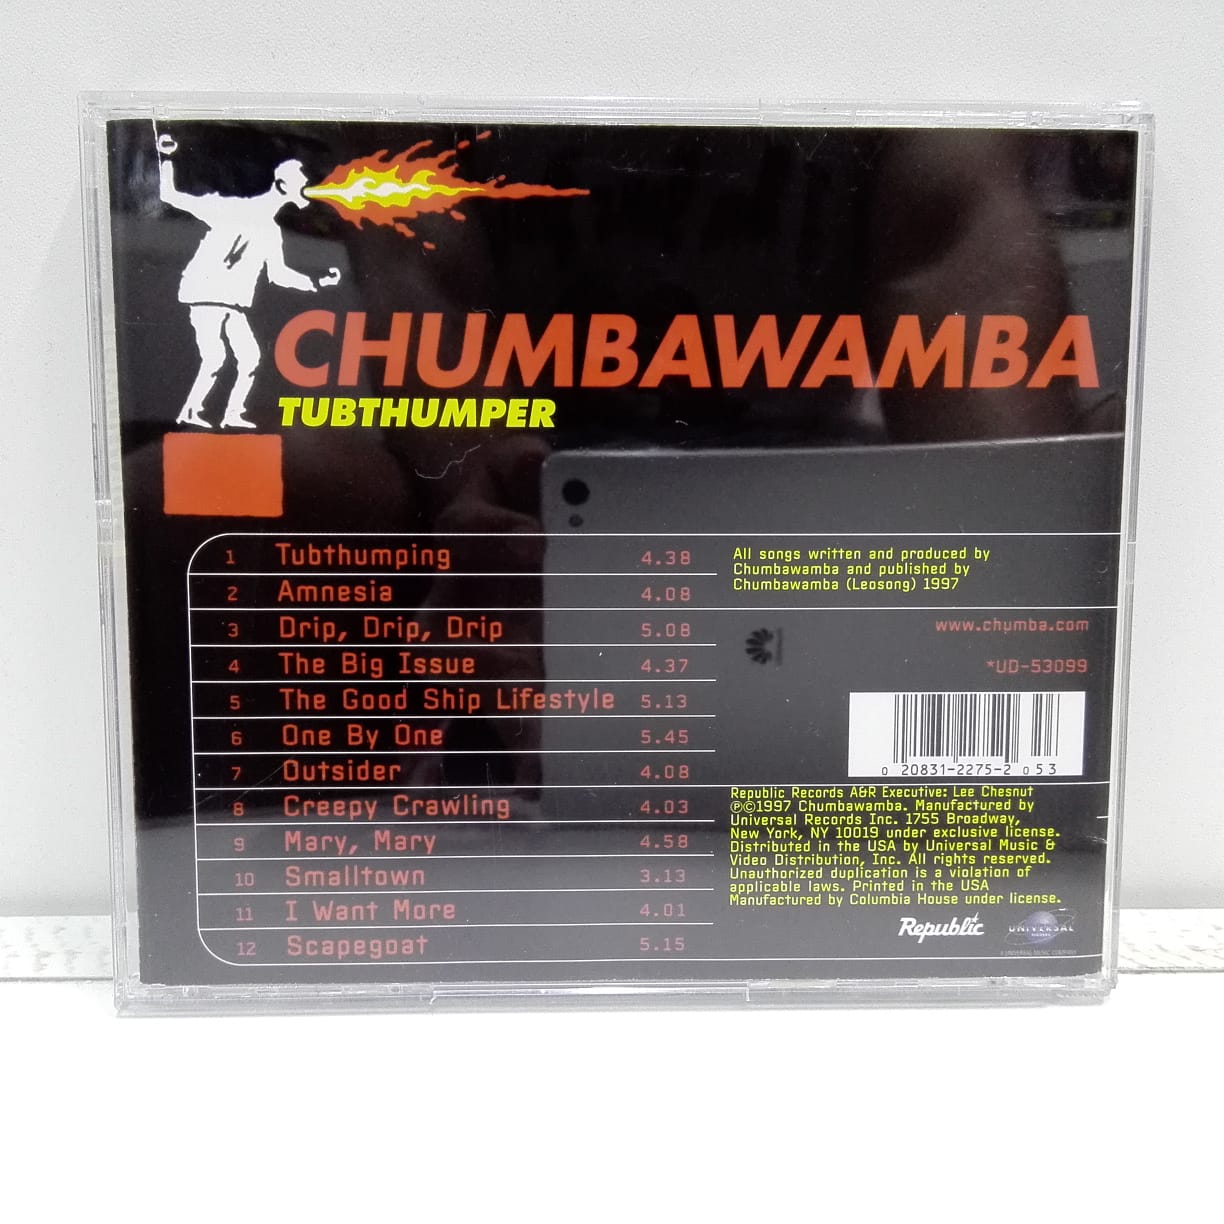 CHUMBAWAMBA
TUBTHUMPER
1 Tubthumping 4.38
2 Amnesia 4.08
3 Drip, Drip, Drip 5.08
4 The Big Issue 4.37
5 The Good Ship Lifestyle 5.13
6 One By One 5.45
7 Outsider 4.08
8 Creepy Crawling 4.03
9 Mary, Mary 4.58
10 Smalltown 3.13
11 I Want More 4.01
12 Scapegoat 5.15
All songs written and produced by
Chumbawamba and published by
Chumbawamba (Leosong) 1997
www.chumba.com
*UD-53099
0 20831-2275-2 0 5 3
Republic Records A&R Executive: Lee Chesnut
℗©1997 Chumbawamba. Manufactured by
Universal Records Inc. 1755 Broadway,
New York, NY 10019 under exclusive license.
Distributed in the USA by Universal Music &
Video Distribution, Inc. All rights reserved.
Unauthorized duplication is a violation of
applicable laws. Printed in the USA
Manufactured by Columbia House under license.
Republic
UNIVERSAL